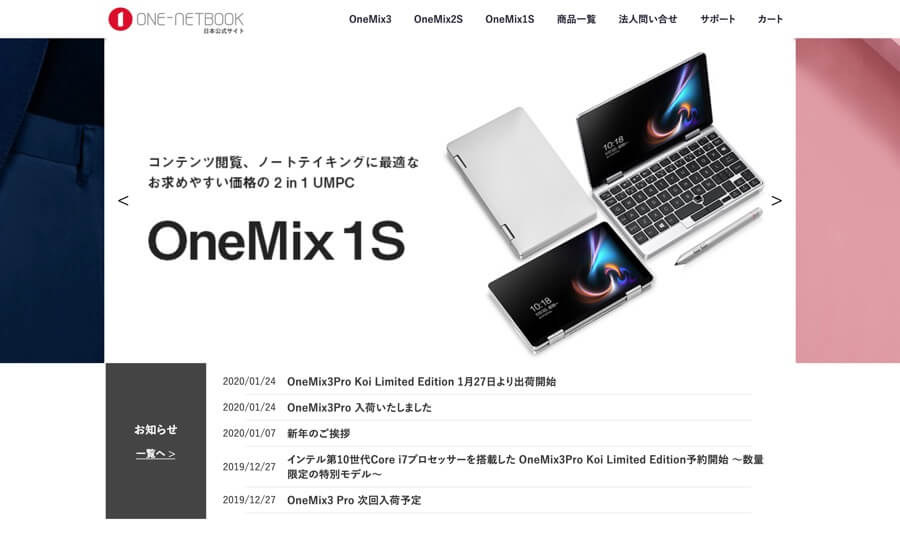 ONE-NETBOOK
日本公式サイト
OneMix3 OneMix2S OneMix1S 商品一覧 法人問い合せ サポート カート
コンテンツ閲覧、ノートテイキングに最適な
お求めやすい価格の 2 in 1 UMPC
OneMix 1S
<
>
10:18
10:18
お知らせ
一覧へ >
2020/01/24 OneMix3Pro Koi Limited Edition 1月27日より出荷開始
2020/01/24 OneMix3Pro 入荷いたしました
2020/01/07 新年のご挨拶
2019/12/27 インテル第10世代Core i7プロセッサーを搭載した OneMix3Pro Koi Limited Edition予約開始 〜数量
限定の特別モデル〜
2019/12/27 OneMix3 Pro 次回入荷予定